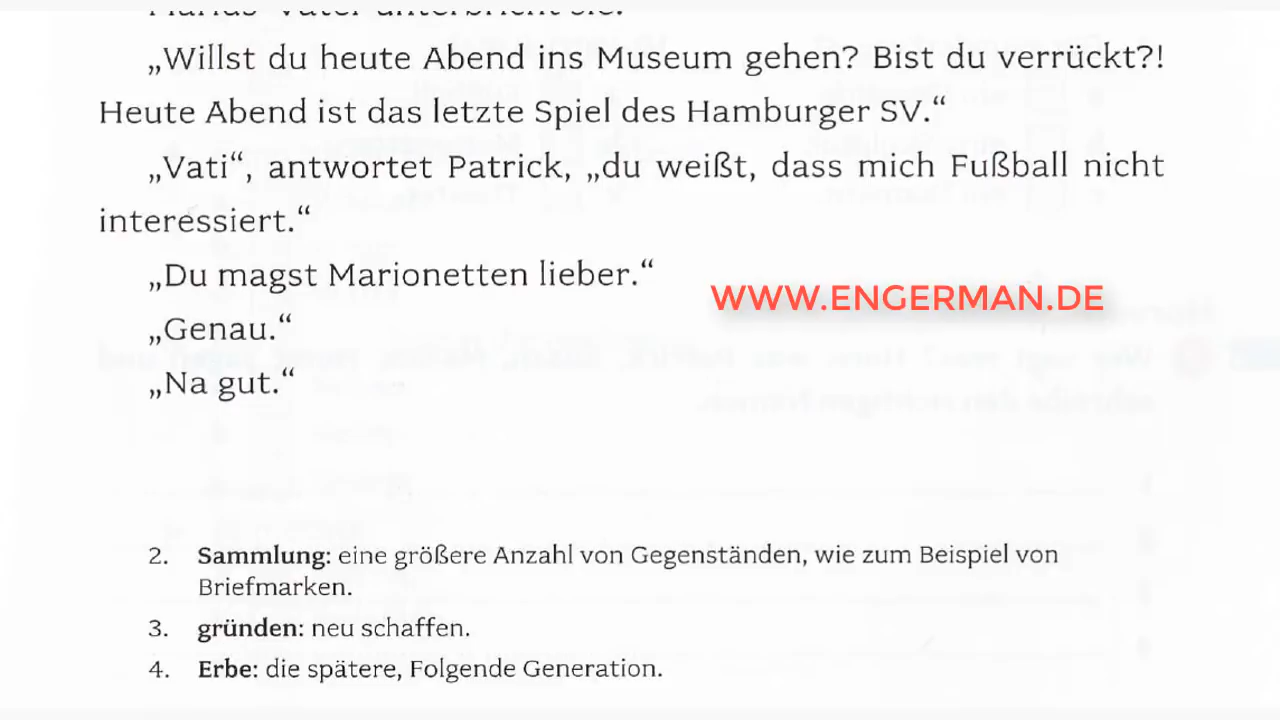 „Willst du heute Abend ins Museum gehen? Bist du verrückt?!
Heute Abend ist das letzte Spiel des Hamburger SV.“
„Vati“, antwortet Patrick, „du weißt, dass mich Fußball nicht
interessiert.“
„Du magst Marionetten lieber.“
WWW.ENGERMAN.DE
„Genau.“
„Na gut.“
2. Sammlung: eine größere Anzahl von Gegenständen, wie zum Beispiel von
Briefmarken.
3. gründen: neu schaffen.
4. Erbe: die spätere, Folgende Generation.